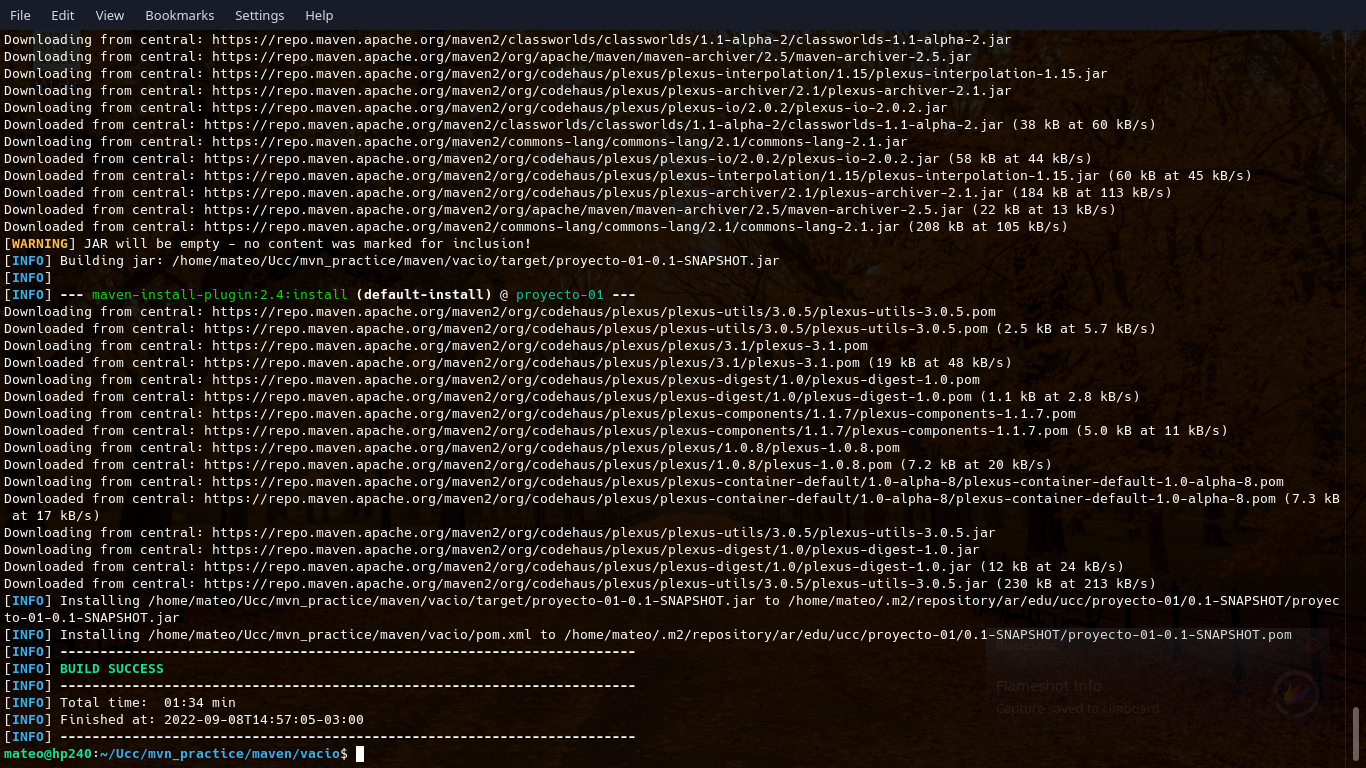 File Edit View Bookmarks Settings Help
Downloading from central: https://repo.maven.apache.org/maven2/classworlds/classworlds/1.1-alpha-2/classworlds-1.1-alpha-2.jar
Downloading from central: https://repo.maven.apache.org/maven2/org/apache/maven/maven-archiver/2.5/maven-archiver-2.5.jar
Downloading from central: https://repo.maven.apache.org/maven2/org/codehaus/plexus/plexus-interpolation/1.15/plexus-interpolation-1.15.jar
Downloading from central: https://repo.maven.apache.org/maven2/org/codehaus/plexus/plexus-archiver/2.1/plexus-archiver-2.1.jar
Downloading from central: https://repo.maven.apache.org/maven2/org/codehaus/plexus/plexus-io/2.0.2/plexus-io-2.0.2.jar
Downloaded from central: https://repo.maven.apache.org/maven2/classworlds/classworlds/1.1-alpha-2/classworlds-1.1-alpha-2.jar (38 kB at 60 kB/s)
Downloading from central: https://repo.maven.apache.org/maven2/commons-lang/commons-lang/2.1/commons-lang-2.1.jar
Downloaded from central: https://repo.maven.apache.org/maven2/org/codehaus/plexus/plexus-io/2.0.2/plexus-io-2.0.2.jar (58 kB at 44 kB/s)
Downloaded from central: https://repo.maven.apache.org/maven2/org/codehaus/plexus/plexus-interpolation/1.15/plexus-interpolation-1.15.jar (60 kB at 45 kB/s)
Downloaded from central: https://repo.maven.apache.org/maven2/org/codehaus/plexus/plexus-archiver/2.1/plexus-archiver-2.1.jar (184 kB at 113 kB/s)
Downloaded from central: https://repo.maven.apache.org/maven2/org/apache/maven/maven-archiver/2.5/maven-archiver-2.5.jar (22 kB at 13 kB/s)
Downloaded from central: https://repo.maven.apache.org/maven2/commons-lang/commons-lang/2.1/commons-lang-2.1.jar (208 kB at 105 kB/s)
[WARNING] JAR will be empty - no content was marked for inclusion!
[INFO] Building jar: /home/mateo/Ucc/mvn_practice/maven/vacio/target/proyecto-01-0.1-SNAPSHOT.jar
[INFO]
[INFO] --- maven-install-plugin:2.4:install (default-install) @ proyecto-01 ---
Downloading from central: https://repo.maven.apache.org/maven2/org/codehaus/plexus/plexus-utils/3.0.5/plexus-utils-3.0.5.pom
Downloaded from central: https://repo.maven.apache.org/maven2/org/codehaus/plexus/plexus-utils/3.0.5/plexus-utils-3.0.5.pom (2.5 kB at 5.7 kB/s)
Downloading from central: https://repo.maven.apache.org/maven2/org/codehaus/plexus/plexus/3.1/plexus-3.1.pom
Downloaded from central: https://repo.maven.apache.org/maven2/org/codehaus/plexus/plexus/3.1/plexus-3.1.pom (19 kB at 48 kB/s)
Downloading from central: https://repo.maven.apache.org/maven2/org/codehaus/plexus/plexus-digest/1.0/plexus-digest-1.0.pom
Downloaded from central: https://repo.maven.apache.org/maven2/org/codehaus/plexus/plexus-digest/1.0/plexus-digest-1.0.pom (1.1 kB at 2.8 kB/s)
Downloading from central: https://repo.maven.apache.org/maven2/org/codehaus/plexus/plexus-components/1.1.7/plexus-components-1.1.7.pom
Downloaded from central: https://repo.maven.apache.org/maven2/org/codehaus/plexus/plexus-components/1.1.7/plexus-components-1.1.7.pom (5.0 kB at 11 kB/s)
Downloading from central: https://repo.maven.apache.org/maven2/org/codehaus/plexus/plexus/1.0.8/plexus-1.0.8.pom
Downloaded from central: https://repo.maven.apache.org/maven2/org/codehaus/plexus/plexus/1.0.8/plexus-1.0.8.pom (7.2 kB at 20 kB/s)
Downloading from central: https://repo.maven.apache.org/maven2/org/codehaus/plexus/plexus-container-default/1.0-alpha-8/plexus-container-default-1.0-alpha-8.pom
Downloaded from central: https://repo.maven.apache.org/maven2/org/codehaus/plexus/plexus-container-default/1.0-alpha-8/plexus-container-default-1.0-alpha-8.pom (7.3 kB
 at 17 kB/s)
Downloading from central: https://repo.maven.apache.org/maven2/org/codehaus/plexus/plexus-utils/3.0.5/plexus-utils-3.0.5.jar
Downloading from central: https://repo.maven.apache.org/maven2/org/codehaus/plexus/plexus-digest/1.0/plexus-digest-1.0.jar
Downloaded from central: https://repo.maven.apache.org/maven2/org/codehaus/plexus/plexus-digest/1.0/plexus-digest-1.0.jar (12 kB at 24 kB/s)
Downloaded from central: https://repo.maven.apache.org/maven2/org/codehaus/plexus/plexus-utils/3.0.5/plexus-utils-3.0.5.jar (230 kB at 213 kB/s)
[INFO] Installing /home/mateo/Ucc/mvn_practice/maven/vacio/target/proyecto-01-0.1-SNAPSHOT.jar to /home/mateo/.m2/repository/ar/edu/ucc/proyecto-01/0.1-SNAPSHOT/proyec
to-01-0.1-SNAPSHOT.jar
[INFO] Installing /home/mateo/Ucc/mvn_practice/maven/vacio/pom.xml to /home/mateo/.m2/repository/ar/edu/ucc/proyecto-01/0.1-SNAPSHOT/proyecto-01-0.1-SNAPSHOT.pom
[INFO] ------------------------------------------------------------------------
[INFO] BUILD SUCCESS
[INFO] ------------------------------------------------------------------------
[INFO] Total time:  01:34 min
[INFO] Finished at: 2022-09-08T14:57:05-03:00
[INFO] ------------------------------------------------------------------------
mateo@hp240:~/Ucc/mvn_practice/maven/vacio$
Flameshot Info
Capture saved to clipboard